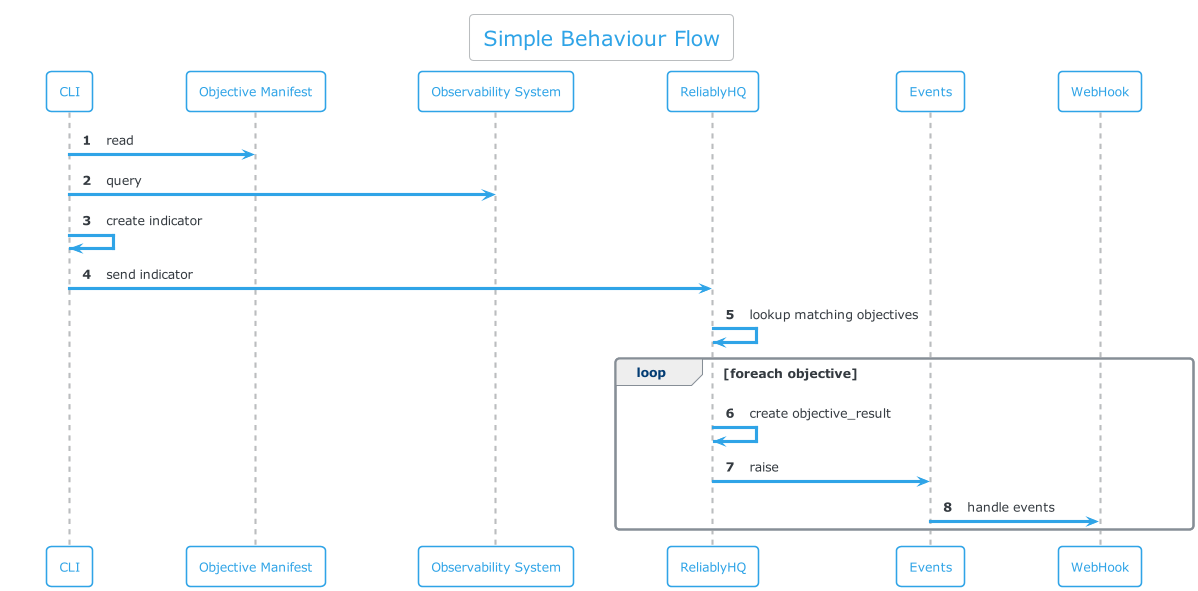 Simple Behaviour Flow
CLI
Objective Manifest
Observability System
ReliablyHQ
Events
WebHook
1 read
2 query
3 create indicator
4 send indicator
5 lookup matching objectives
loop [foreach objective]
6 create objective_result
7 raise
8 handle events
CLI
Objective Manifest
Observability System
ReliablyHQ
Events
WebHook